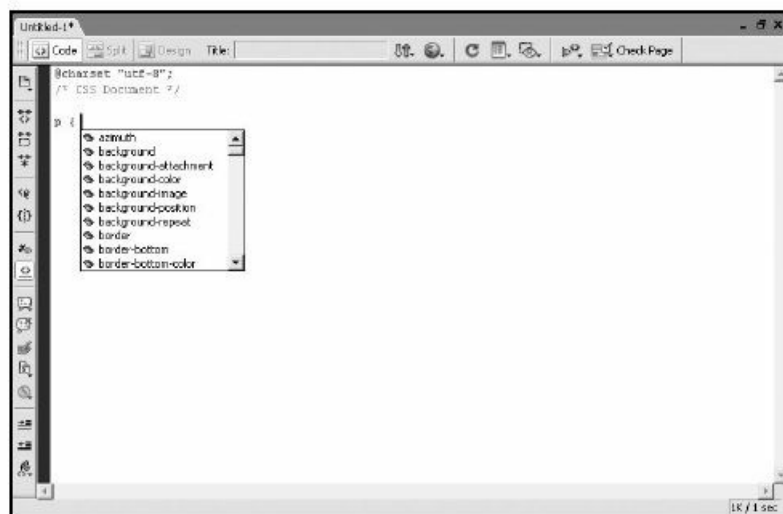 Untitled-1*
Code Split Design Title: Check Page
@charset "utf-8";
/* CSS Document */
p {
azimuth
background
background-attachment
background-color
background-image
background-position
background-repeat
border
border-bottom
border-bottom-color
1K / 1 sec